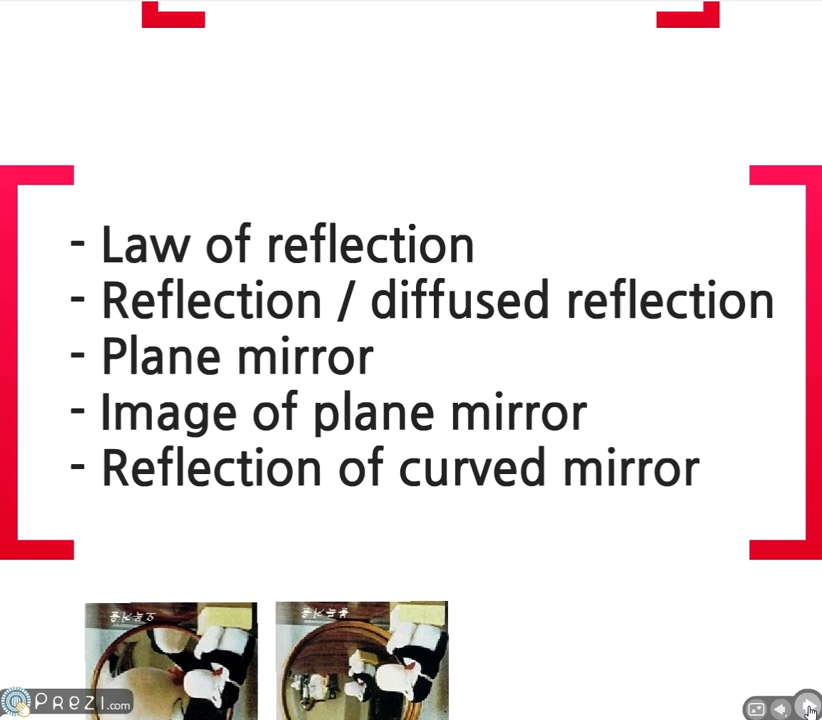 - Law of reflection
- Reflection / diffused reflection
- Plane mirror
- Image of plane mirror
- Reflection of curved mirror
Prezi.com